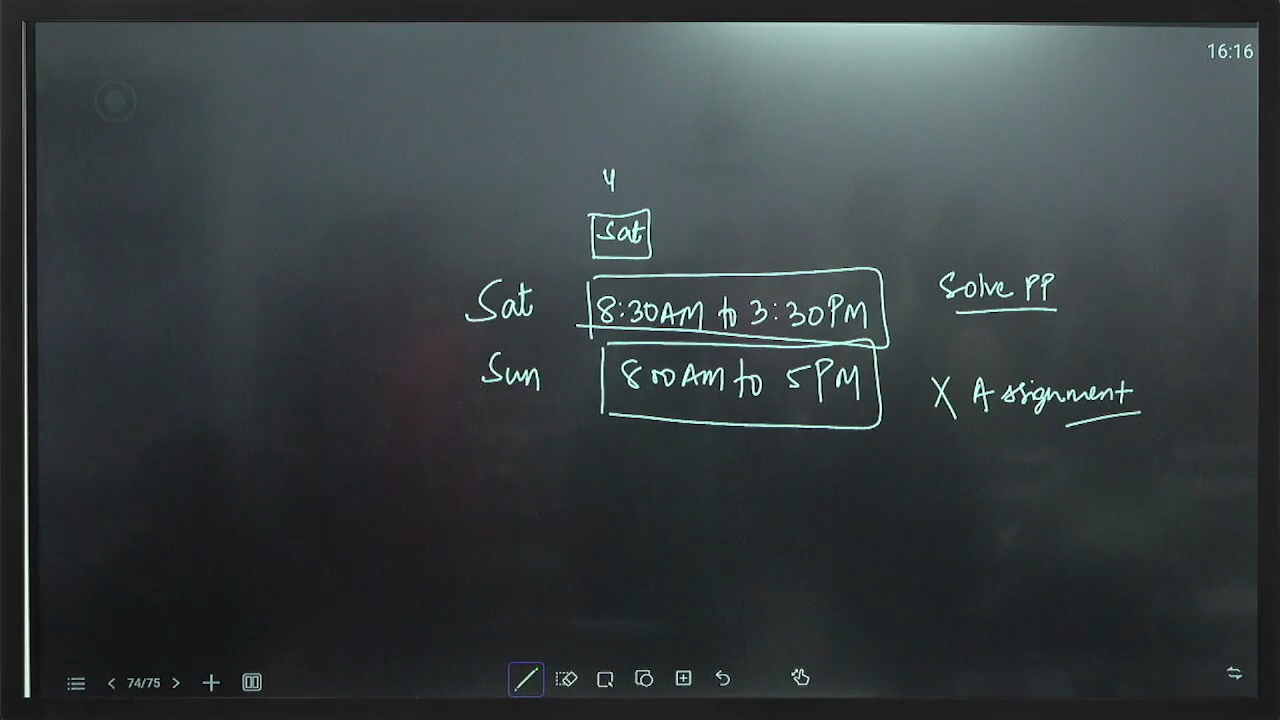 16:16
4
Sat
Sat 8:30AM to 3:30PM
Solve PP
Sun 8:00AM to 5PM
X Assignment
74/75